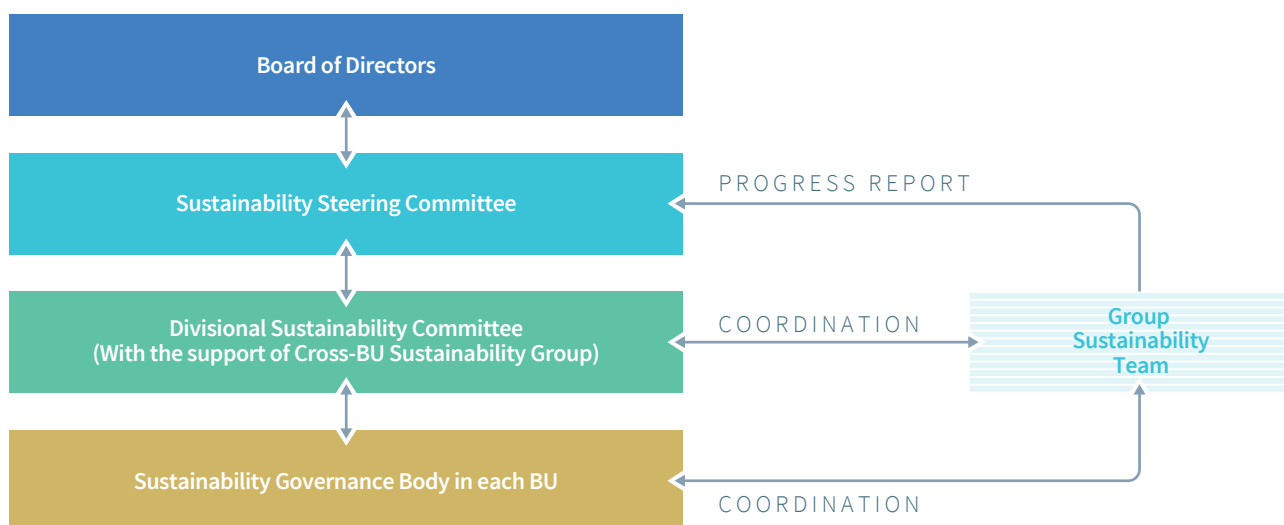 Board of Directors
Sustainability Steering Committee
PROGRESS REPORT
Divisional Sustainability Committee
(With the support of Cross-BU Sustainability Group)
COORDINATION
Group
Sustainability
Team
Sustainability Governance Body in each BU
COORDINATION